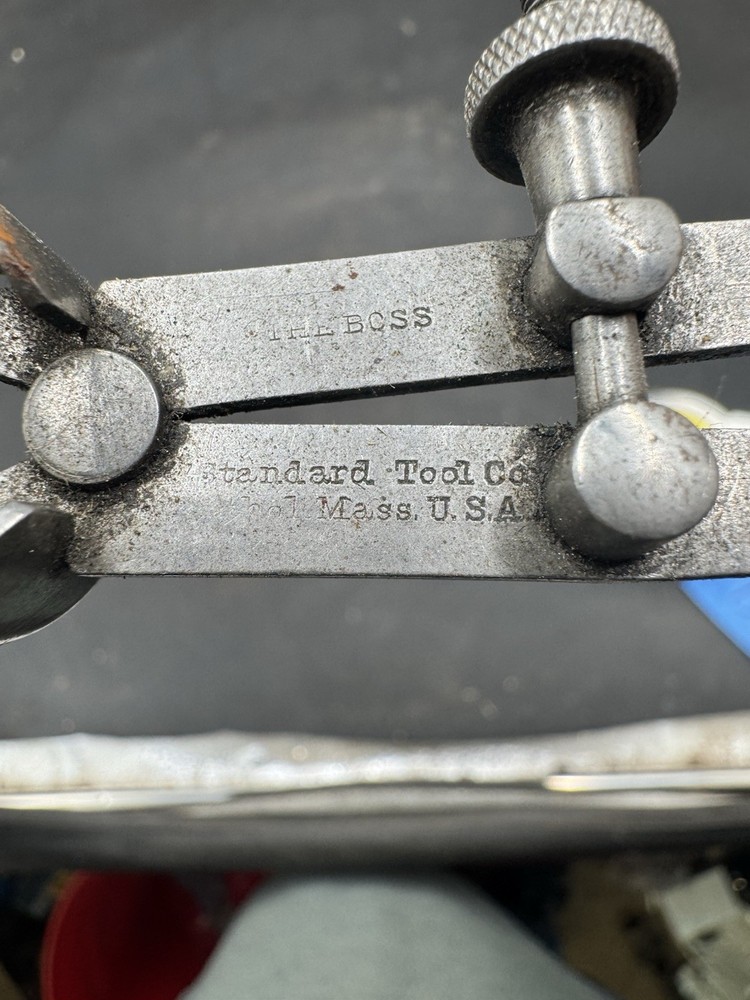 THE BOSS
Standard Tool Co
Mass. U.S.A.